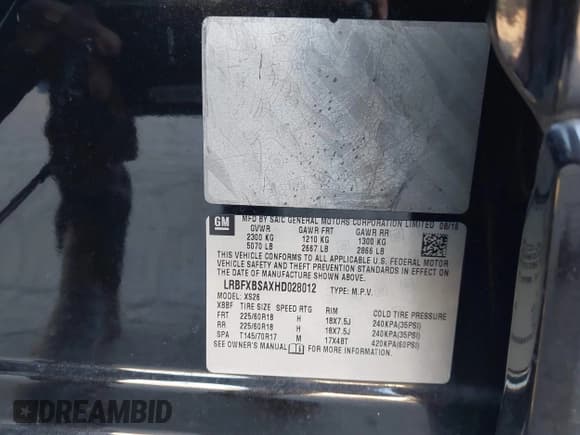 GM MFD BY SAIC GENERAL MOTORS CORPORATION LIMITED 08/16
GVWR GAWR FRT GAWR RR
2300 KG 1210 KG 1300 KG
5070 LB 2667 LB 2866 LB
THIS VEHICLE CONFORMS TO ALL APPLICABLE U.S. FEDERAL MOTOR
VEHICLE SAFETY AND THEFT PREVENTION STANDARDS IN EFFECT ON
THE DATE OF MANUFACTURE SHOWN ABOVE.
LRBFXBSAXHD028012 TYPE: M.P.V.
MODEL: XS26
XBBF TIRE SIZE SPEED RTG RIM COLD TIRE PRESSURE
FRT 225/60R18 H 18X7.5J 240KPA(35PSI)
RR 225/60R18 H 18X7.5J 240KPA(35PSI)
SPA T145/70R17 M 17X4BT 420KPA(60PSI)
SEE OWNER'S MANUAL FOR MORE INFORMATION.
DREAMBID